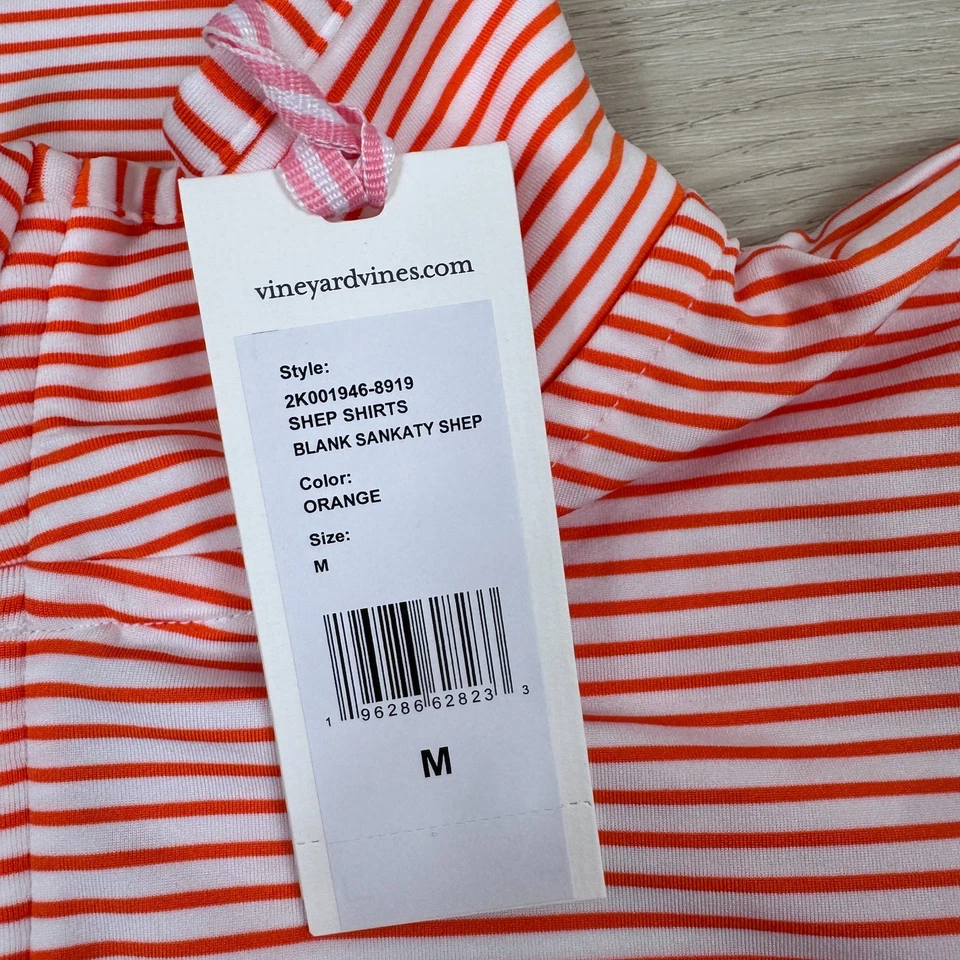 vineyardvines.com
Style:
2K001946-8919
SHEP SHIRTS
BLANK SANKATY SHEP
Color:
ORANGE
Size:
M
1 96286 62823 3
M